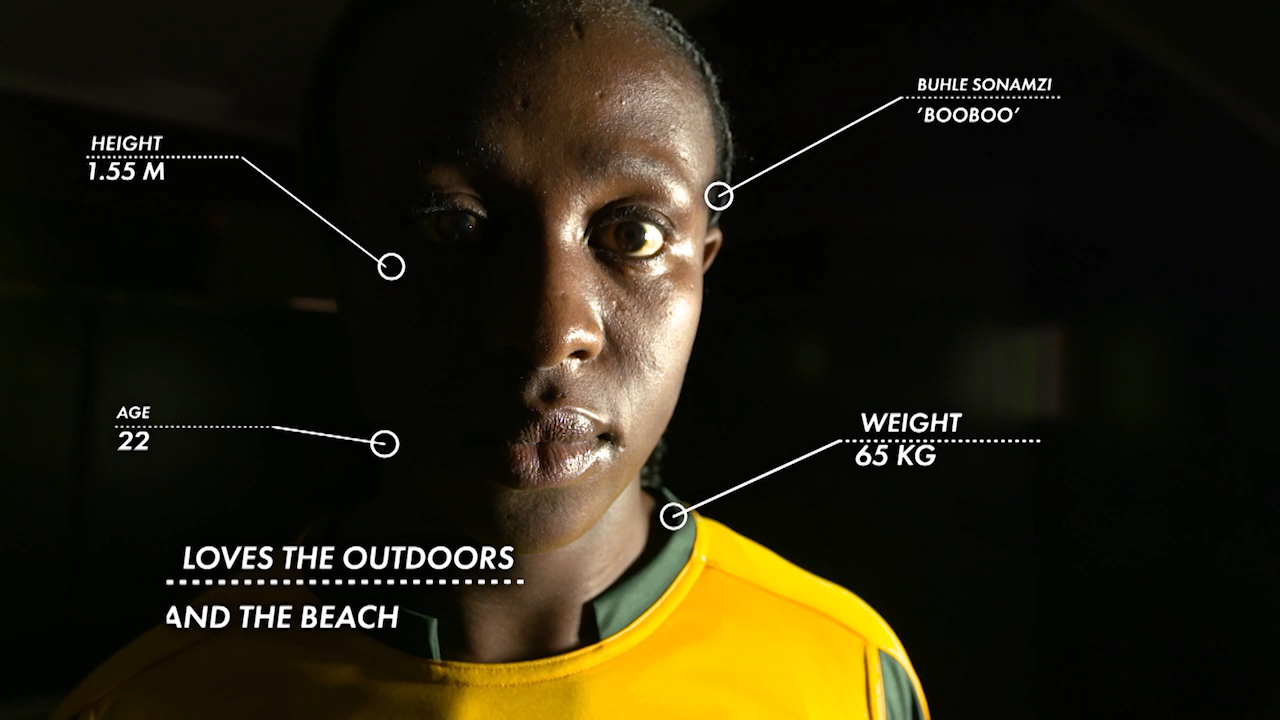 BUHLE SONAMZI
'BOOBOO'
HEIGHT
1.55 M
AGE
22
WEIGHT
65 KG
LOVES THE OUTDOORS
AND THE BEACH